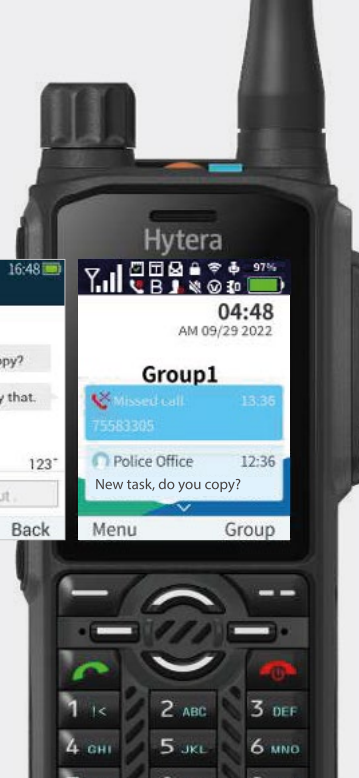 Hytera
97%
04:48
AM 09/29 2022
Group1
Missed call 13.36
75583305
Police Office 12:36
New task, do you copy?
Menu Group
16:48
opy?
y that.
123
ut .
Back
1 2 ABC 3 DEF
4 GHI 5 JKL 6 MNO